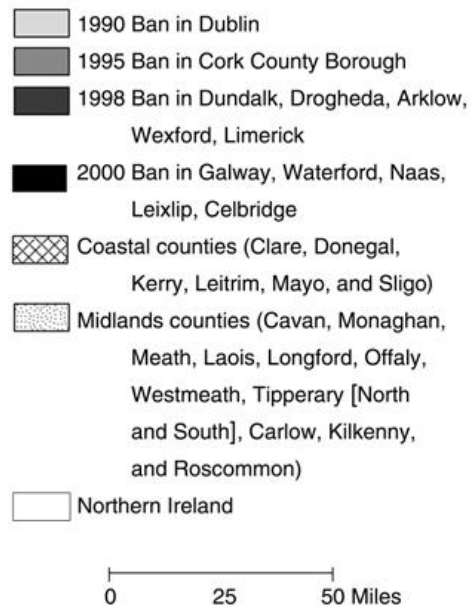 1990 Ban in Dublin
1995 Ban in Cork County Borough
1998 Ban in Dundalk, Drogheda, Arklow,
Wexford, Limerick
2000 Ban in Galway, Waterford, Naas,
Leixlip, Celbridge
Coastal counties (Clare, Donegal,
Kerry, Leitrim, Mayo, and Sligo)
Midlands counties (Cavan, Monaghan,
Meath, Laois, Longford, Offaly,
Westmeath, Tipperary [North
and South], Carlow, Kilkenny,
and Roscommon)
Northern Ireland
0 25 50 Miles